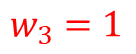 w₃ = 1